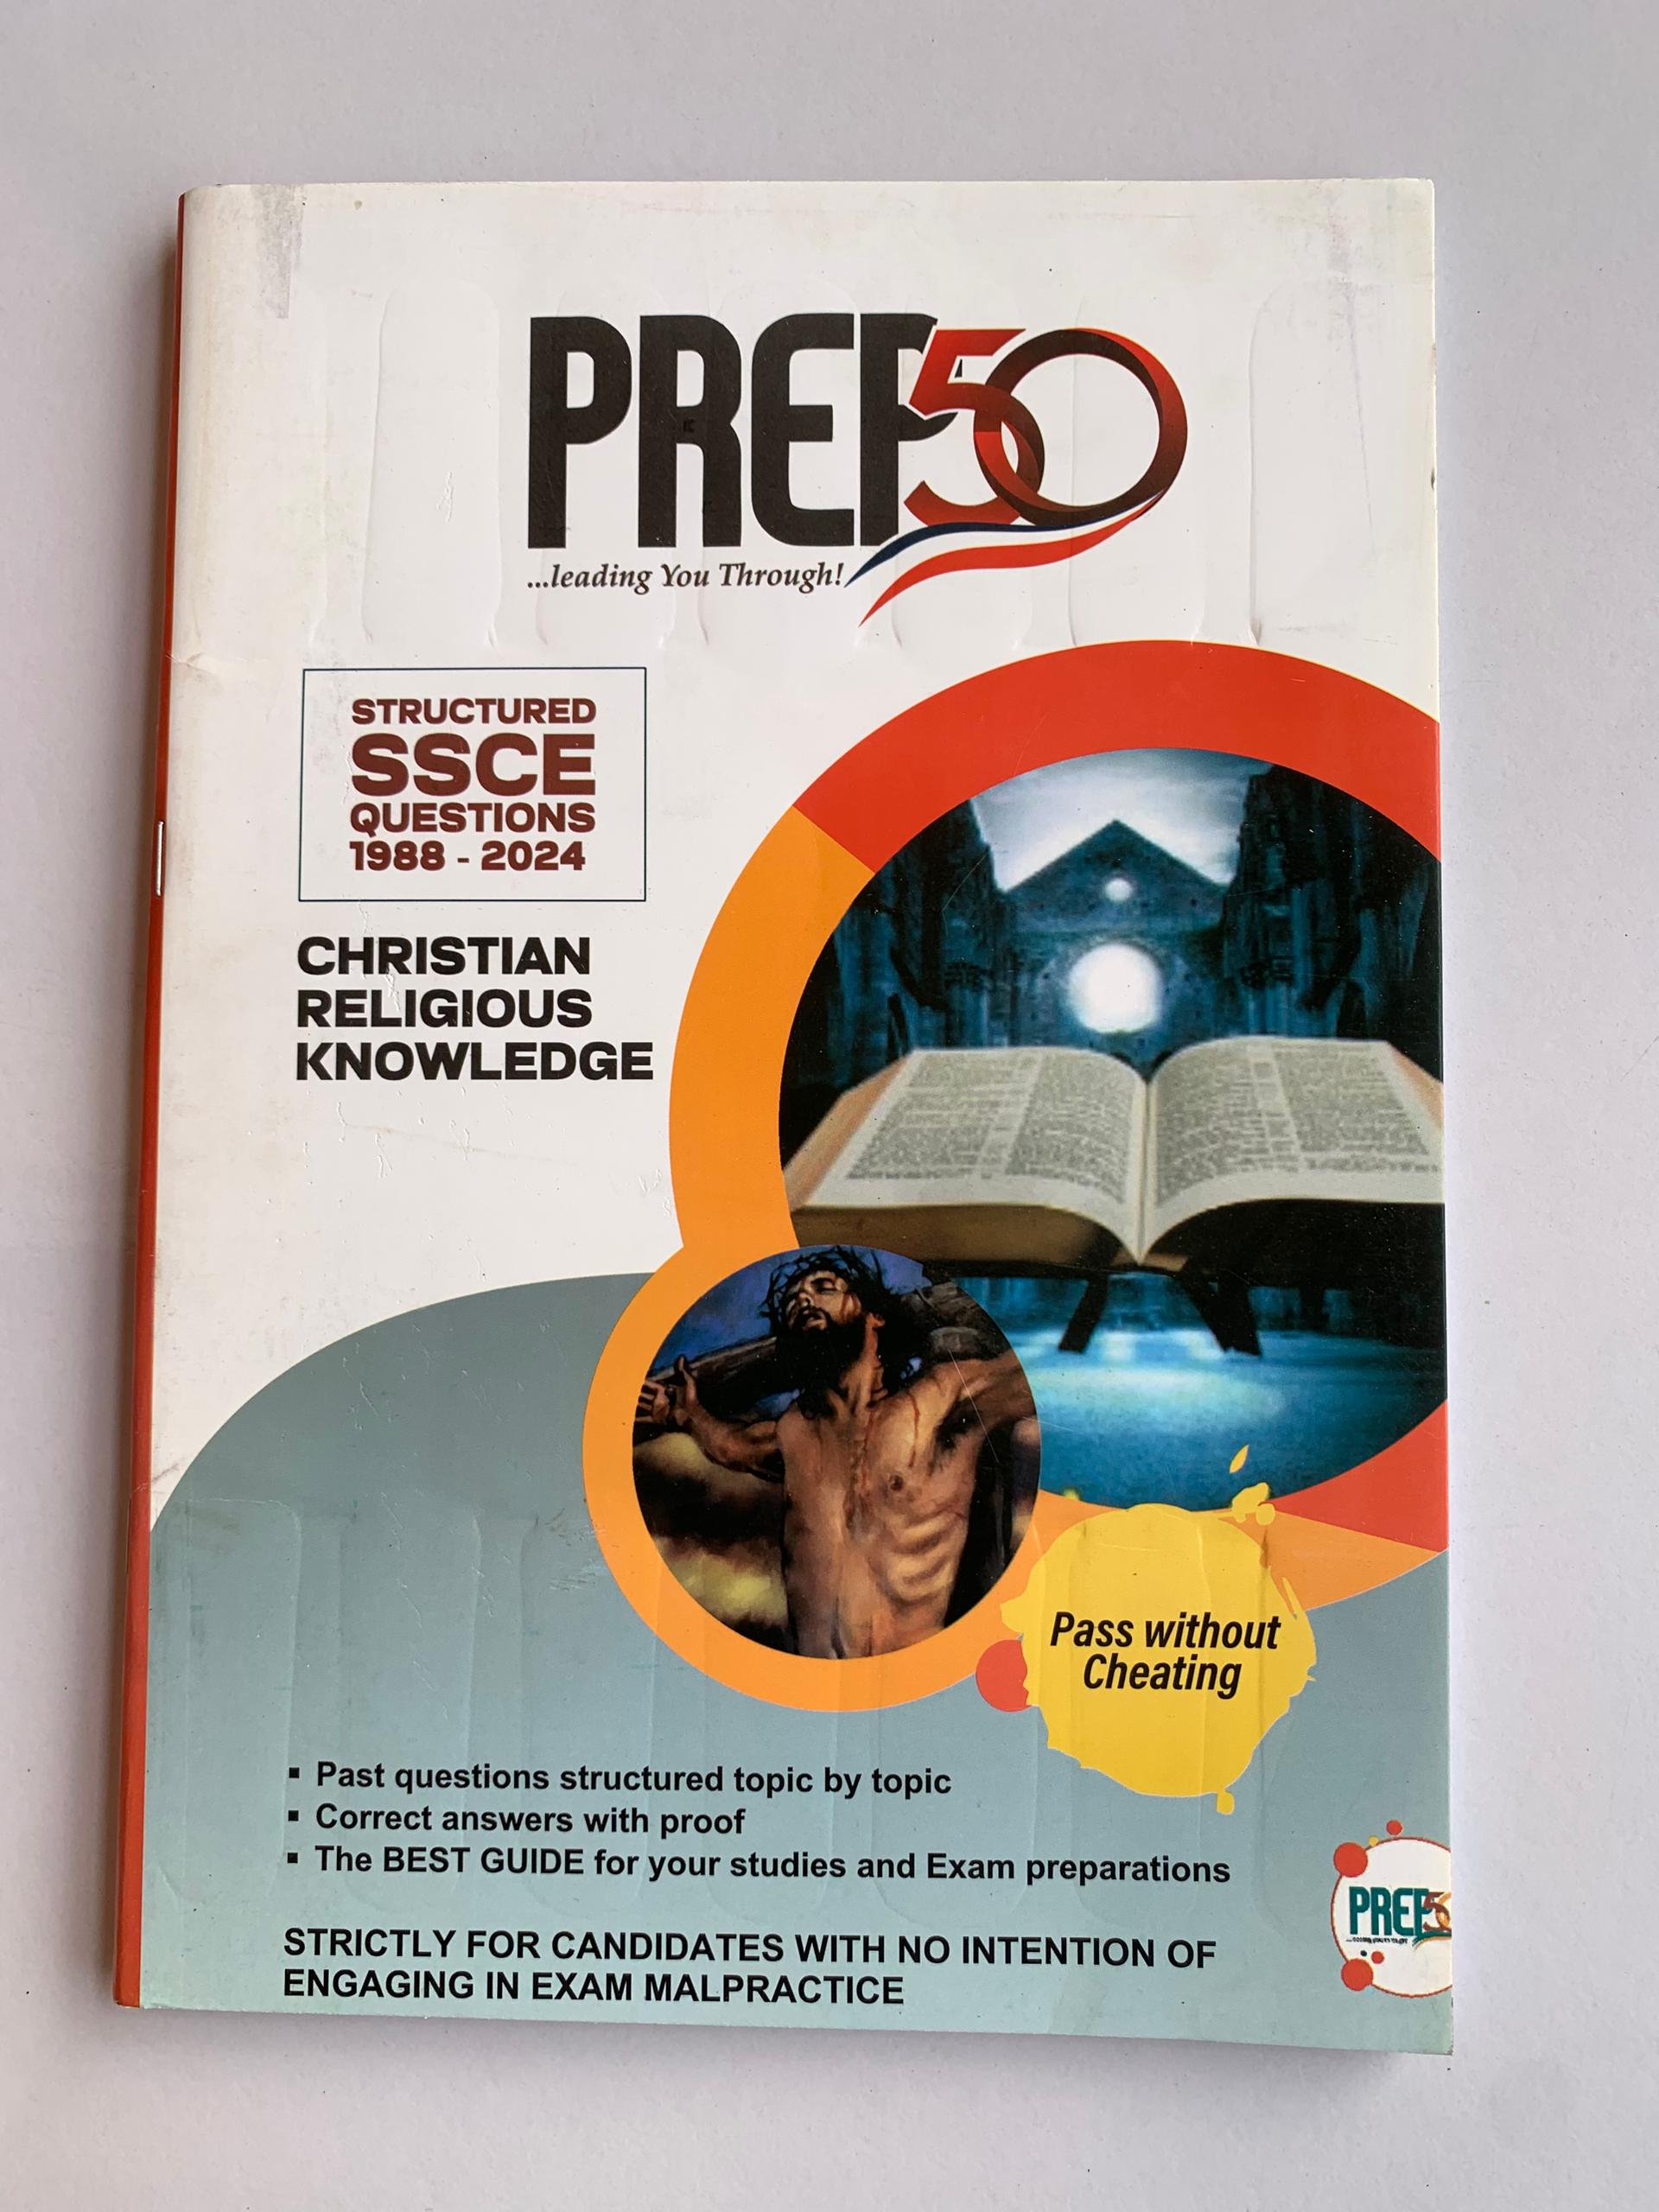 PREP50
...leading You Through!
STRUCTURED
SSCE
QUESTIONS
1988 - 2024
CHRISTIAN
RELIGIOUS
KNOWLEDGE
Pass without
Cheating
▪ Past questions structured topic by topic
▪ Correct answers with proof
▪ The BEST GUIDE for your studies and Exam preparations
STRICTLY FOR CANDIDATES WITH NO INTENTION OF
ENGAGING IN EXAM MALPRACTICE
PREP5